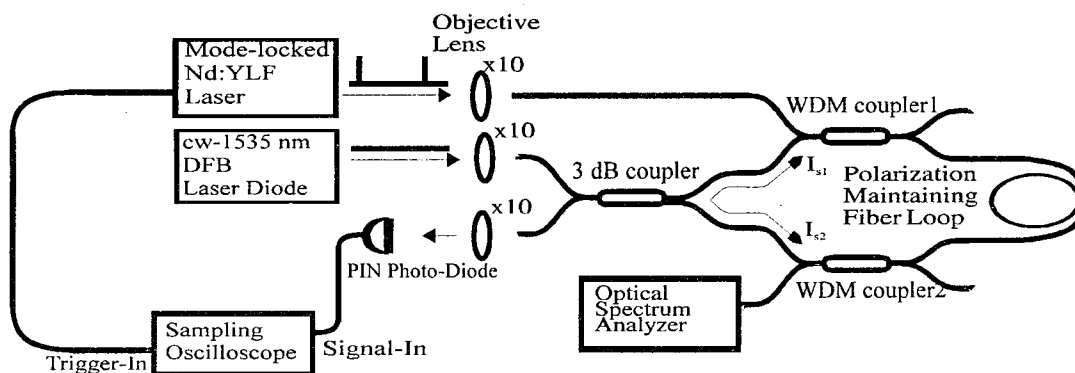 Objective
Lens
Mode-locked
Nd:YLF
Laser
x10
WDM coupler1
cw-1535 nm
DFB
Laser Diode
x10
3 dB coupler
Is1
Polarization
Maintaining
Fiber Loop
x10
Is2
PIN Photo-Diode
WDM coupler2
Optical
Spectrum
Analyzer
Sampling
Oscilloscope
Signal-In
Trigger-In